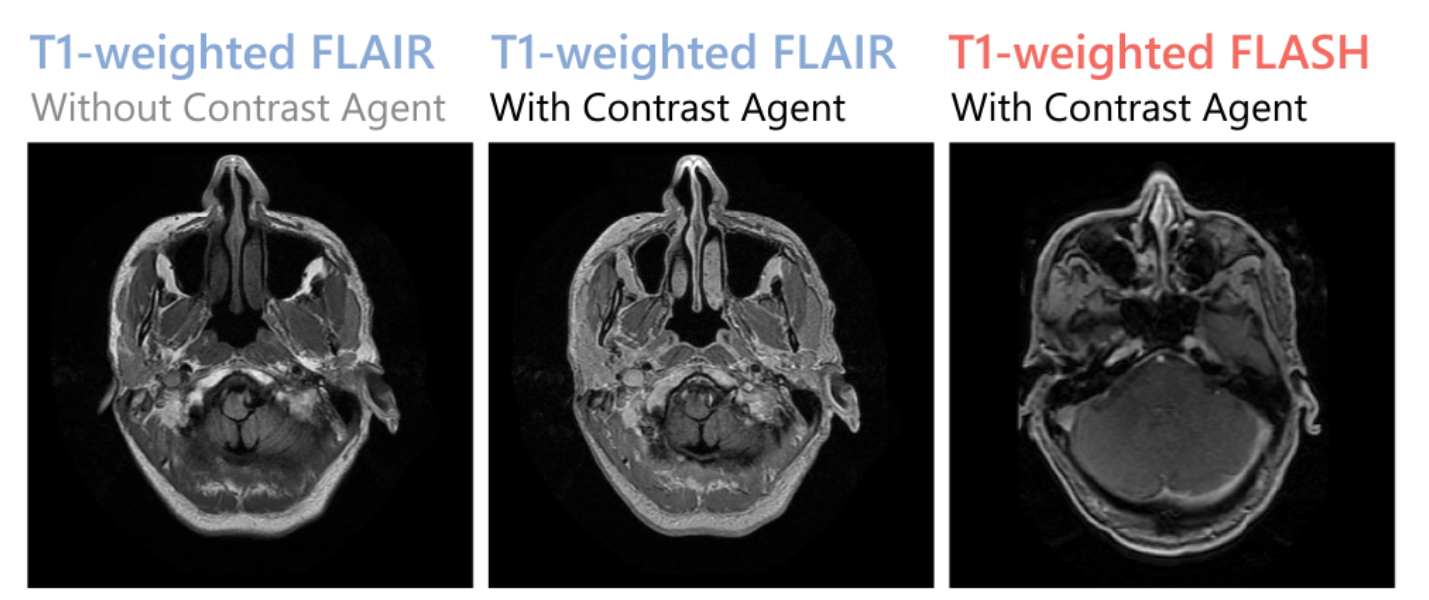 T1-weighted FLAIR
Without Contrast Agent
T1-weighted FLAIR
With Contrast Agent
T1-weighted FLASH
With Contrast Agent